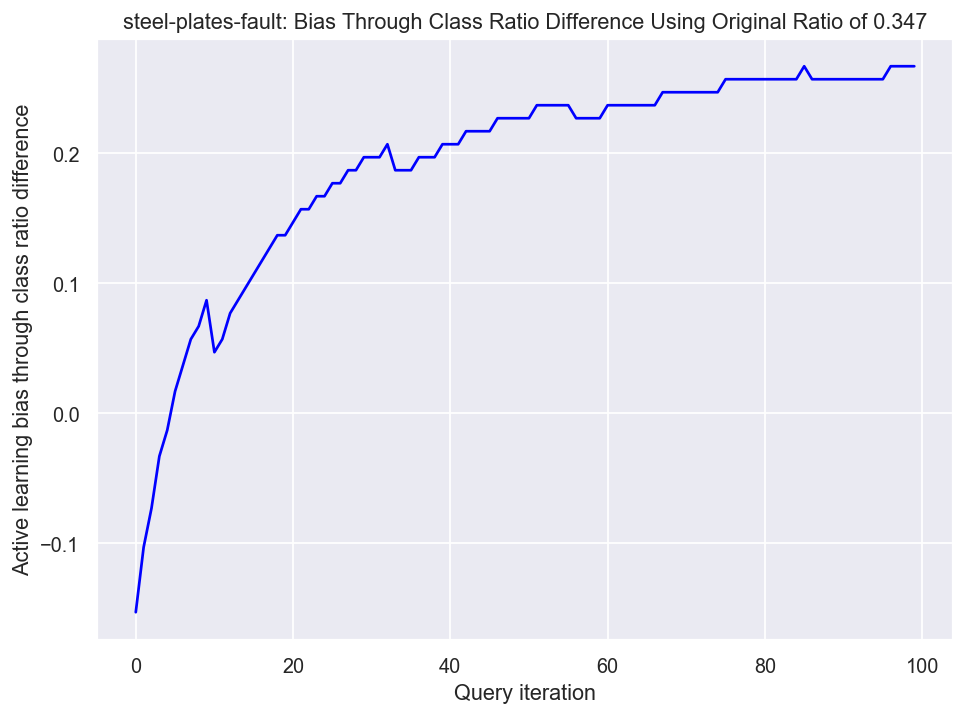 steel-plates-fault: Bias Through Class Ratio Difference Using Original Ratio of 0.347
Active learning bias through class ratio difference
0.2
0.1
0.0
−0.1
0 20 40 60 80 100
Query iteration